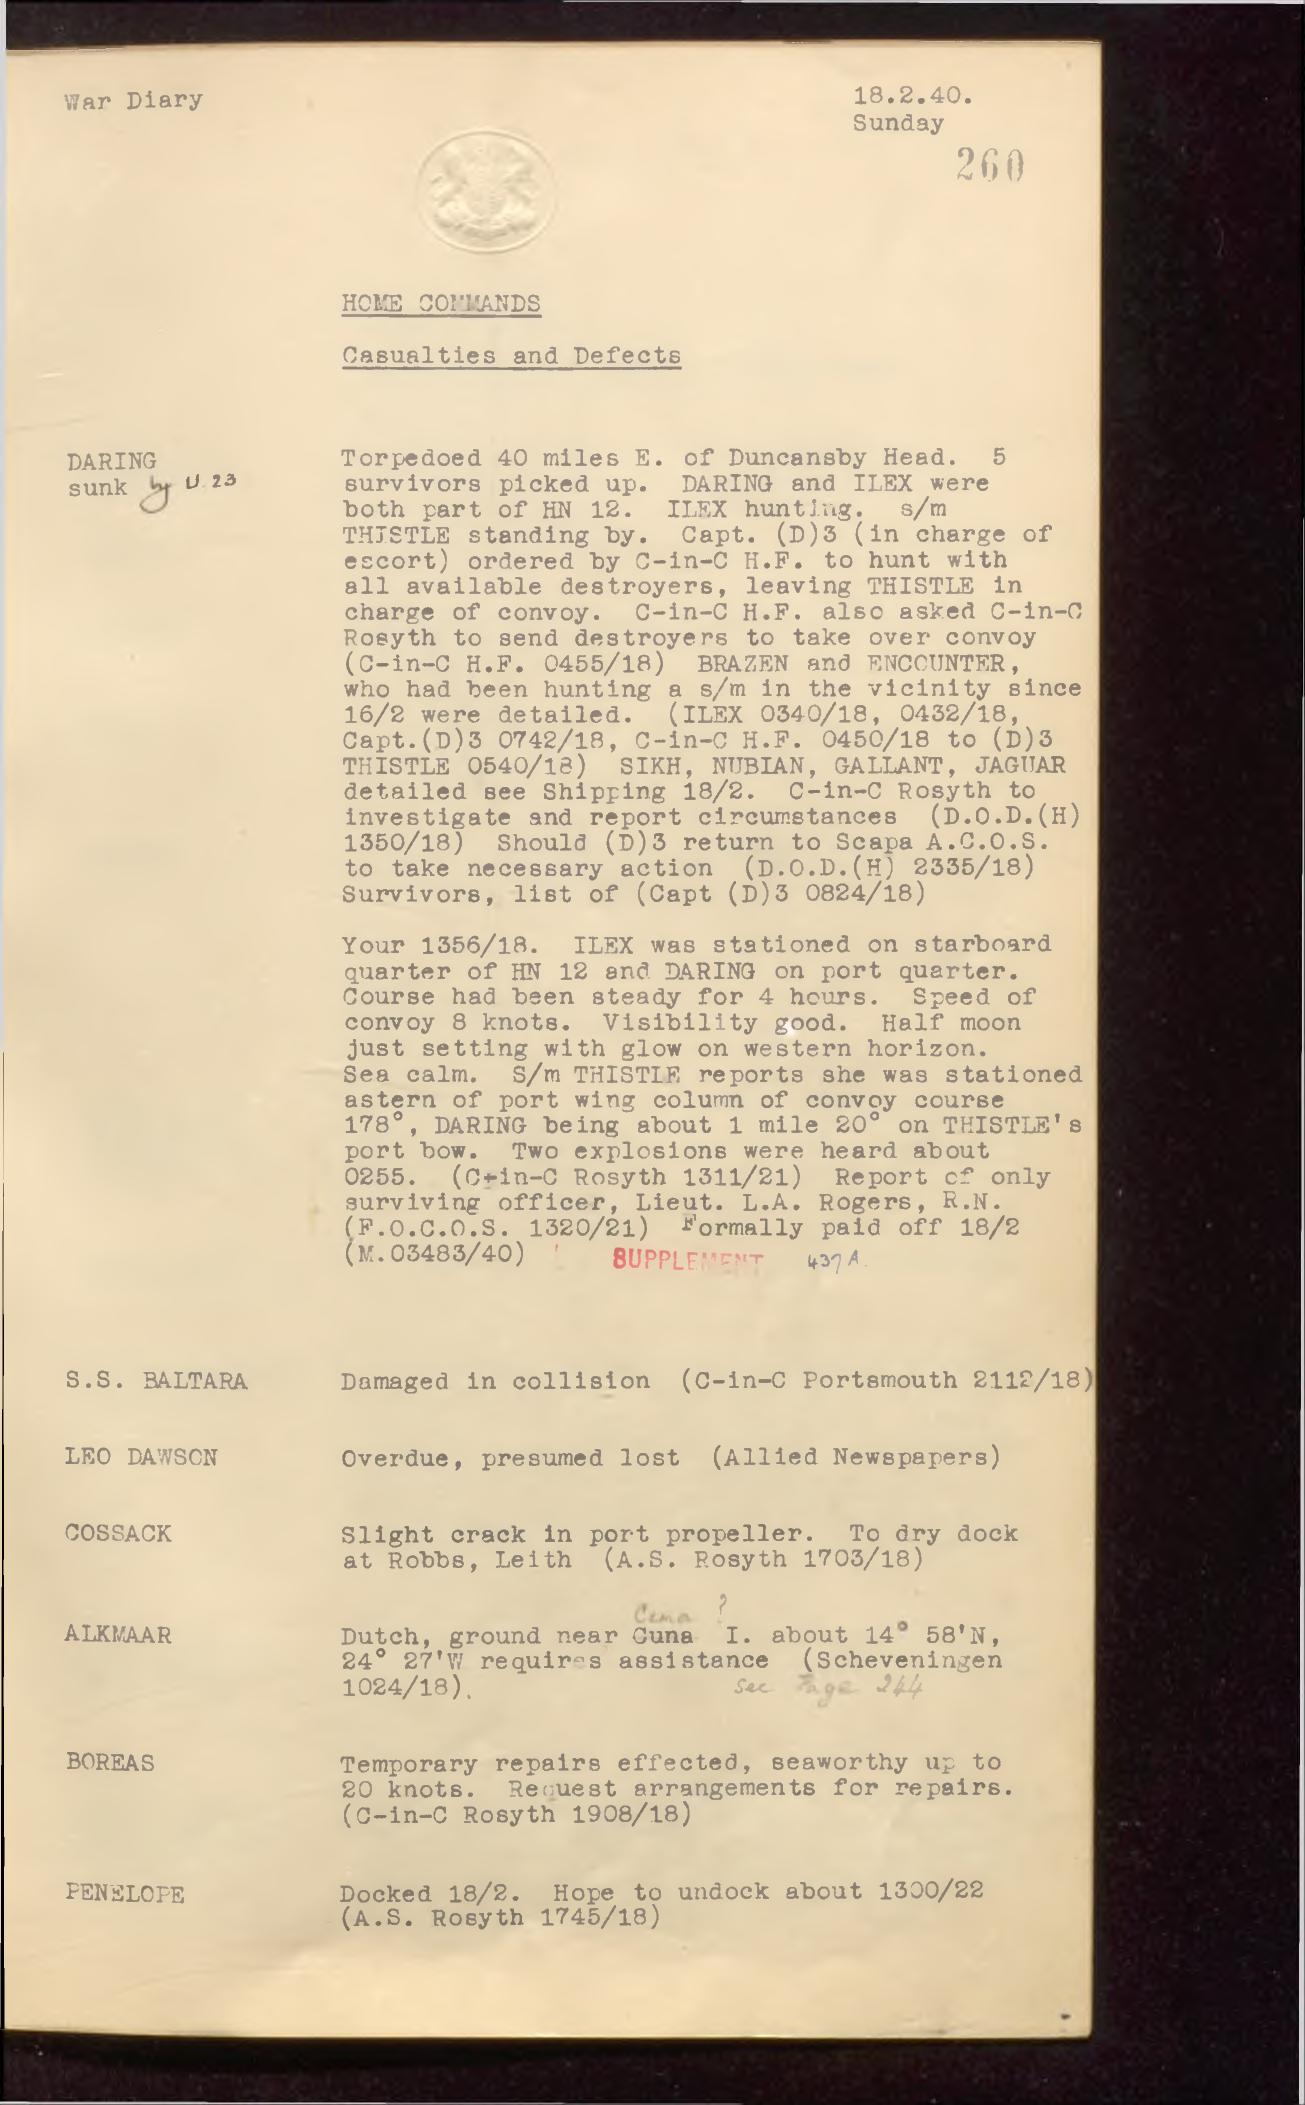 War Diary
18.2.40.
Sunday
260
HOME COMMANDS
Casualties and Defects
DARING
sunk by U 23
Torpedoed 40 miles E. of Duncansby Head. 5
survivors picked up. DARING and ILEX were
both part of HN 12. ILEX hunting. s/m
THISTLE standing by. Capt. (D)3 (in charge of
escort) ordered by C-in-C H.F. to hunt with
all available destroyers, leaving THISTLE in
charge of convoy. C-in-C H.F. also asked C-in-C
Rosyth to send destroyers to take over convoy
(C-in-C H.F. 0455/18) BRAZEN and ENCOUNTER,
who had been hunting a s/m in the vicinity since
16/2 were detailed. (ILEX 0340/18, 0432/18,
Capt.(D)3 0742/18, C-in-C H.F. 0450/18 to (D)3
THISTLE 0540/18) SIKH, NUBIAN, GALLANT, JAGUAR
detailed see Shipping 18/2. C-in-C Rosyth to
investigate and report circumstances (D.O.D.(H)
1350/18) Should (D)3 return to Scapa A.C.O.S.
to take necessary action (D.O.D.(H) 2335/18)
Survivors, list of (Capt (D)3 0824/18)
Your 1356/18. ILEX was stationed on starboard
quarter of HN 12 and DARING on port quarter.
Course had been steady for 4 hours. Speed of
convoy 8 knots. Visibility good. Half moon
just setting with glow on western horizon.
Sea calm. S/m THISTLE reports she was stationed
astern of port wing column of convoy course
178°, DARING being about 1 mile 20° on THISTLE's
port bow. Two explosions were heard about
0255. (C-in-C Rosyth 1311/21) Report of only
surviving officer, Lieut. L.A. Rogers, R.N.
(F.O.C.O.S. 1320/21) Formally paid off 18/2
(M.03483/40) SUPPLEMENT 437A.
S.S. BALTARA
Damaged in collision (C-in-C Portsmouth 2112/18)
LEO DAWSON
Overdue, presumed lost (Allied Newspapers)
COSSACK
Slight crack in port propeller. To dry dock
at Robbs, Leith (A.S. Rosyth 1703/18)
Cima ?
ALKMAAR
Dutch, ground near Guna I. about 14° 58'N,
24° 27'W requires assistance (Scheveningen
1024/18). see Page 244
BOREAS
Temporary repairs effected, seaworthy up to
20 knots. Request arrangements for repairs.
(C-in-C Rosyth 1908/18)
PENELOPE
Docked 18/2. Hope to undock about 1300/22
(A.S. Rosyth 1745/18)